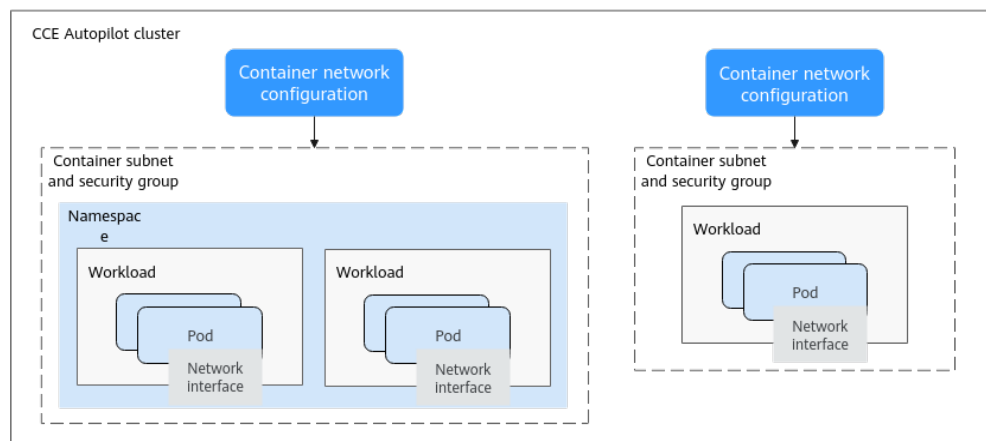 CCE Autopilot cluster
Container network
configuration
Container subnet
and security group
Namespac
e
Workload
Pod
Network
interface
Workload
Pod
Network
interface
Container network
configuration
Container subnet
and security group
Workload
Pod
Network
interface